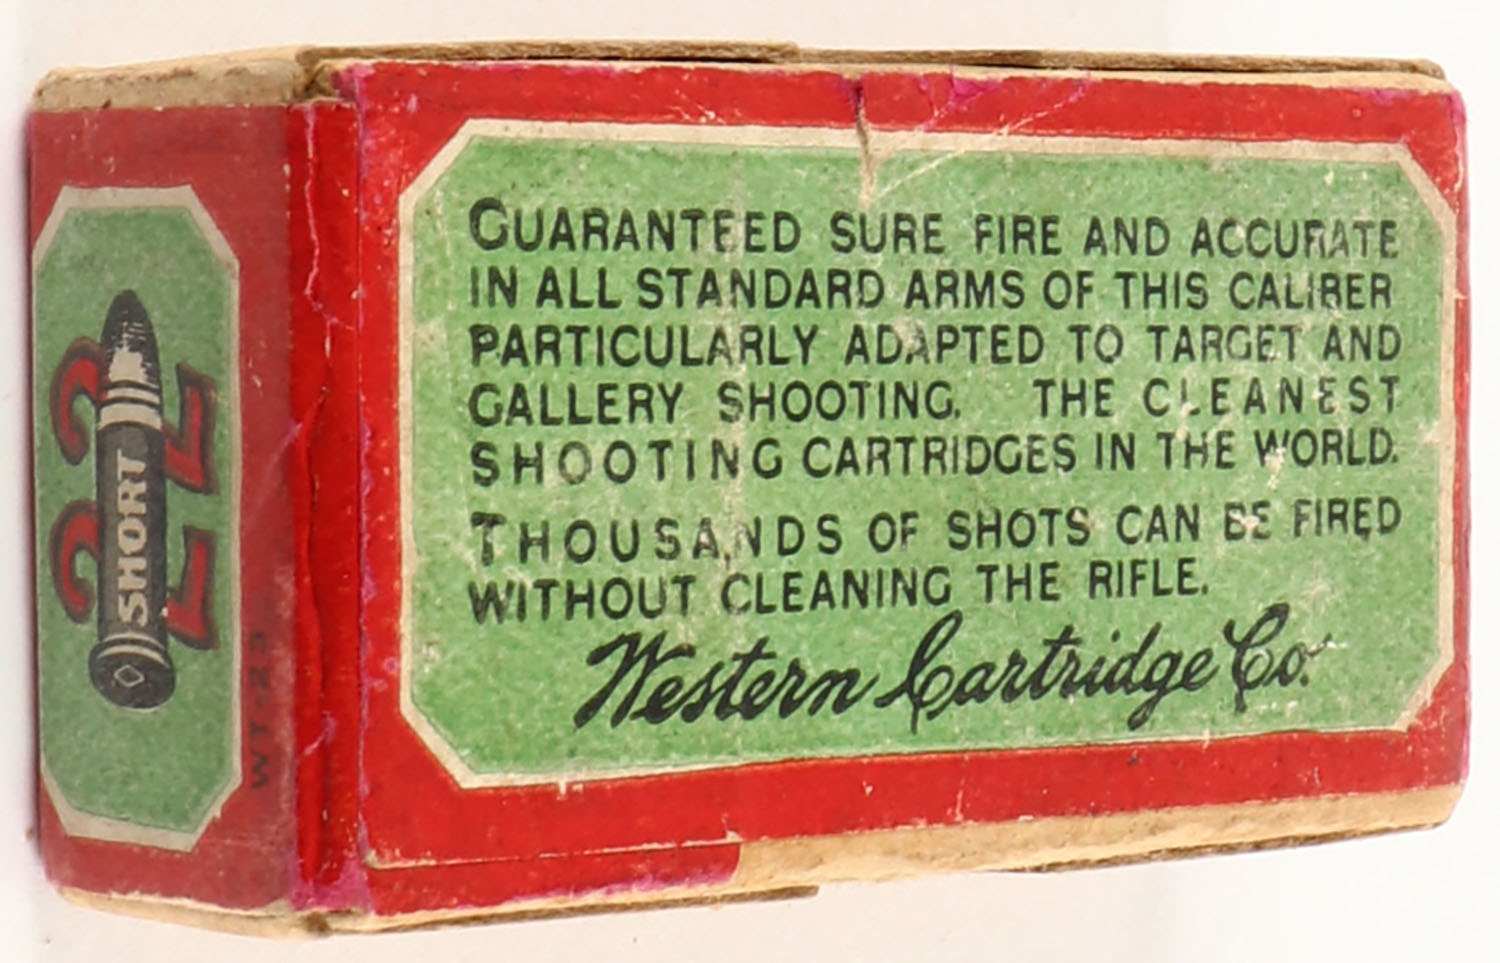 GUARANTEED SURE FIRE AND ACCURATE
IN ALL STANDARD ARMS OF THIS CALIBER
PARTICULARLY ADAPTED TO TARGET AND
GALLERY SHOOTING. THE CLEANEST
SHOOTING CARTRIDGES IN THE WORLD.
THOUSANDS OF SHOTS CAN BE FIRED
WITHOUT CLEANING THE RIFLE.
Western Cartridge Co.
22
SHORT
WT-23